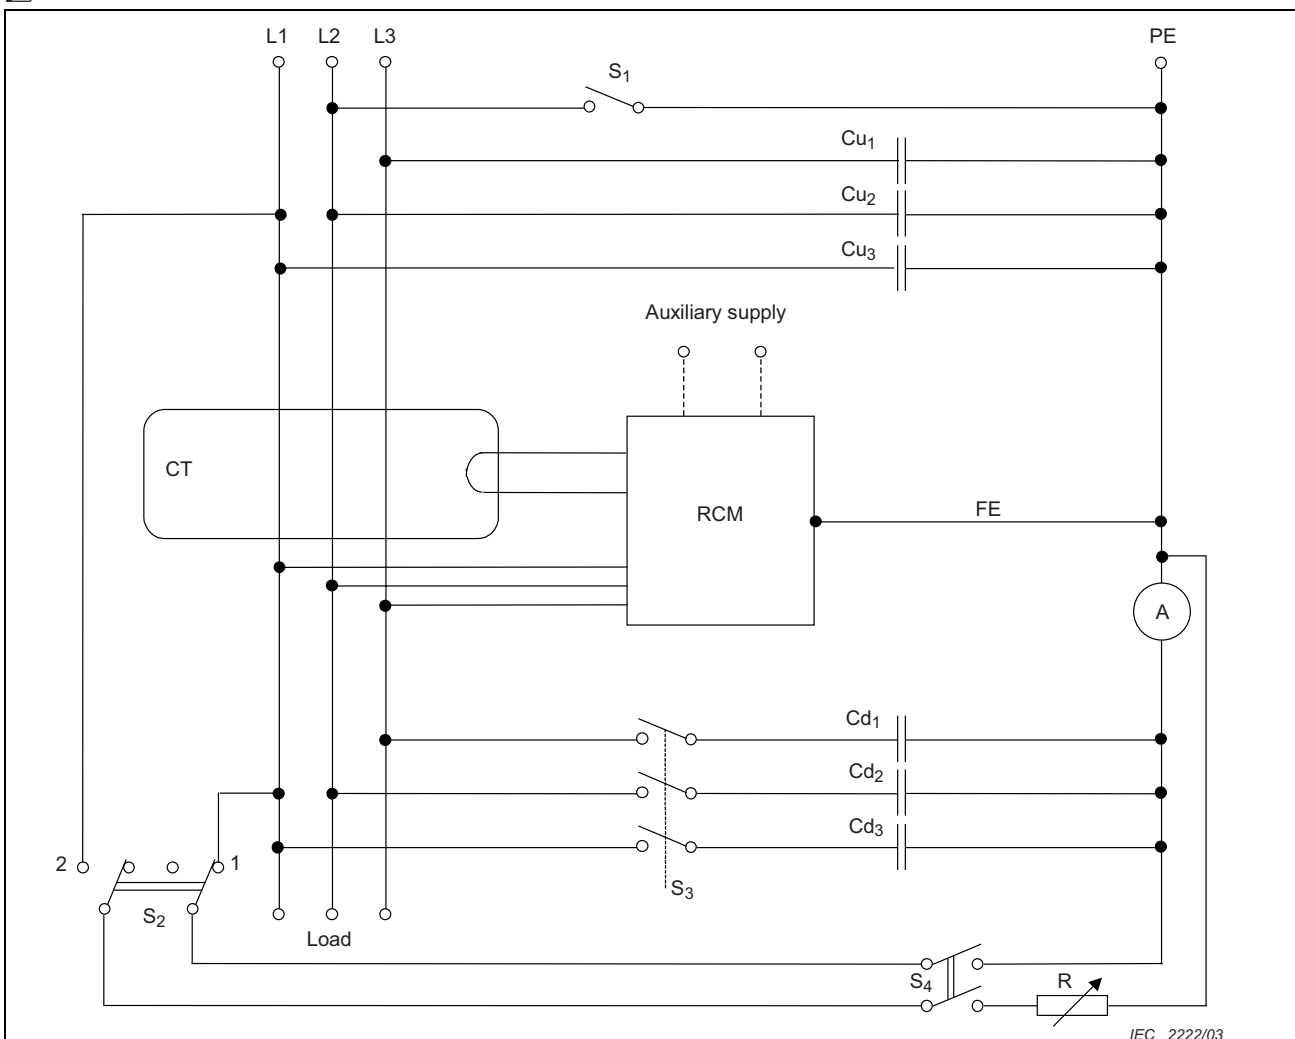 L1 L2 L3 PE
S1
Cu1
Cu2
Cu3
Auxiliary supply
CT
RCM
FE
A
Cd1
Cd2
Cd3
2 1
S3
S2
Load
S4 R
IEC 2222/03